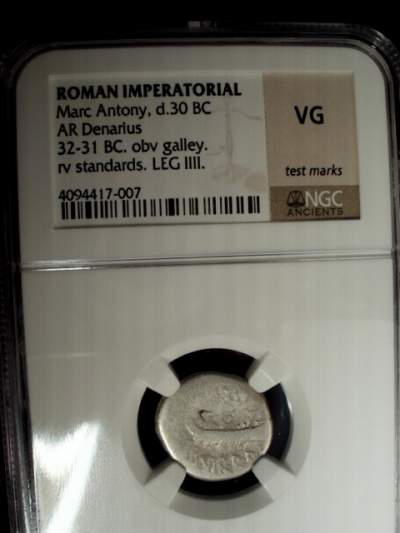 ROMAN IMPERATORIAL
Marc Antony, d.30 BC
AR Denarius
32-31 BC. obv galley.
rv standards. LEG IIII.
4094417-007
VG
test marks
NGC
ANCIENTS